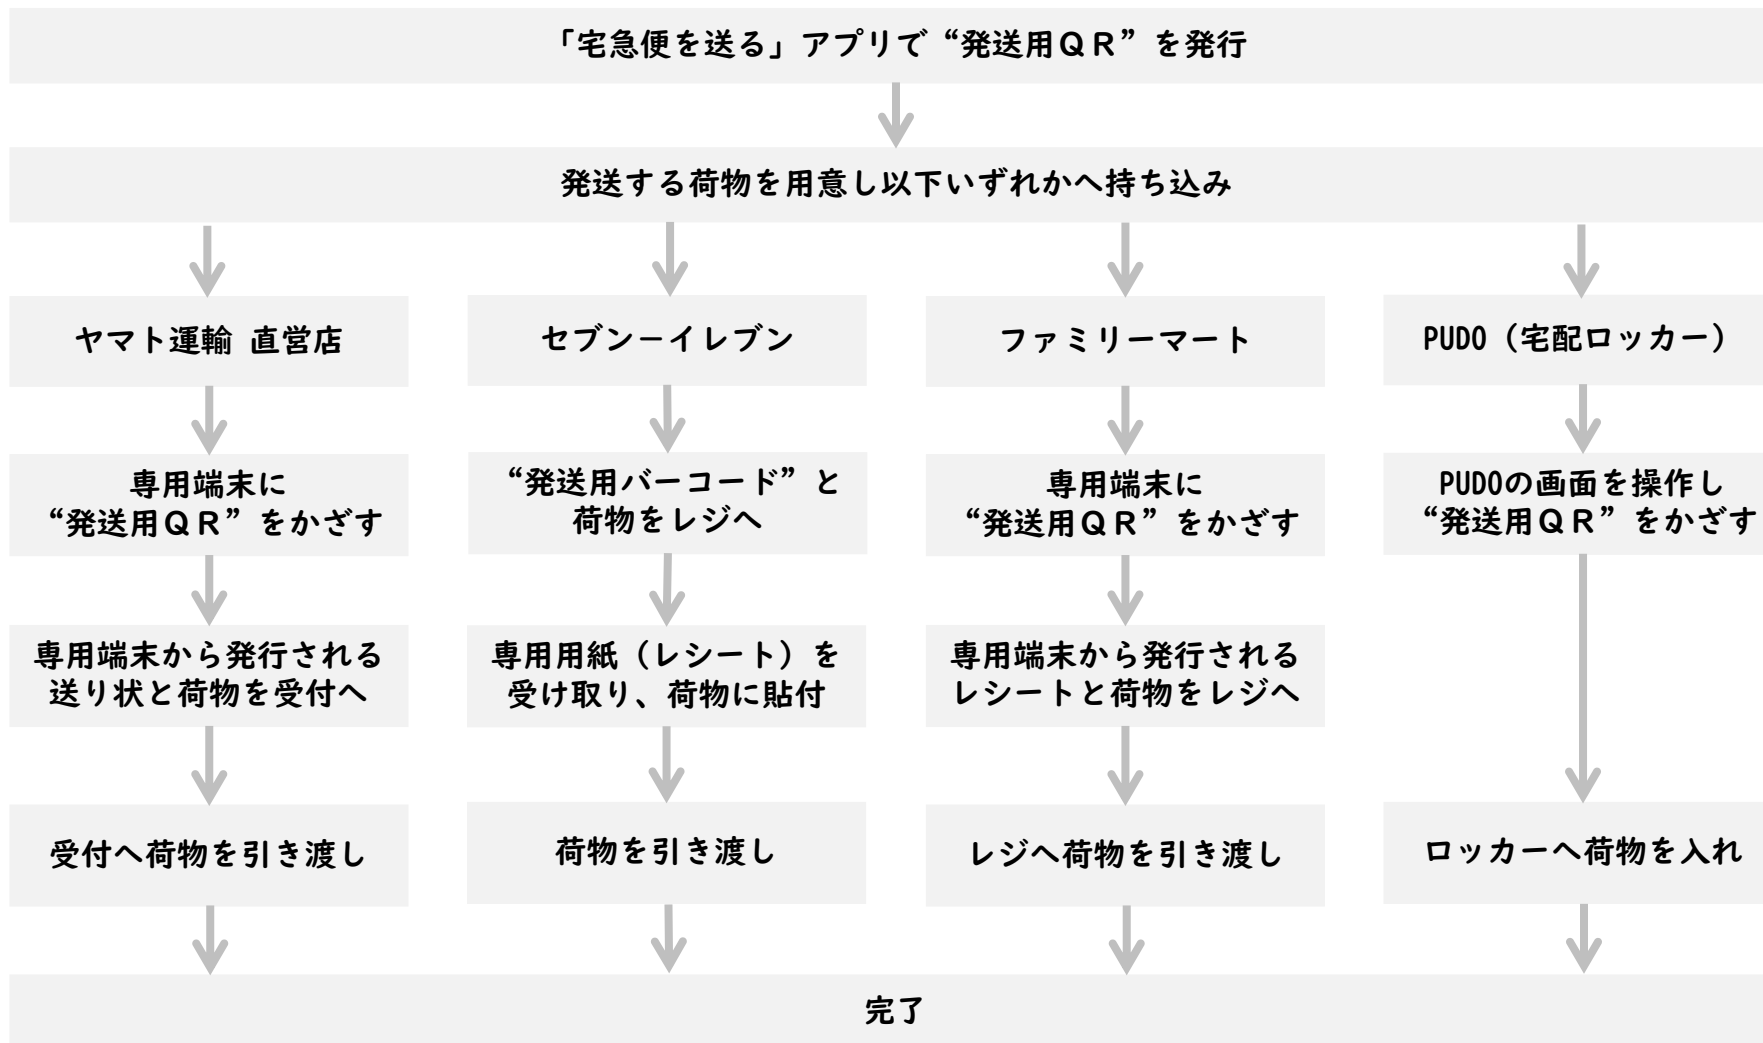 「宅急便を送る」アプリで“発送用ＱＲ”を発行
発送する荷物を用意し以下いずれかへ持ち込み
ヤマト運輸 直営店
専用端末に
“発送用ＱＲ”をかざす
専用端末から発行される
送り状と荷物を受付へ
受付へ荷物を引き渡し
セブン－イレブン
“発送用バーコード”と
荷物をレジへ
専用用紙（レシート）を
受け取り、荷物に貼付
荷物を引き渡し
ファミリーマート
専用端末に
“発送用ＱＲ”をかざす
専用端末から発行される
レシートと荷物をレジへ
レジへ荷物を引き渡し
PUDO（宅配ロッカー）
PUDOの画面を操作し
“発送用ＱＲ”をかざす
ロッカーへ荷物を入れ
完了